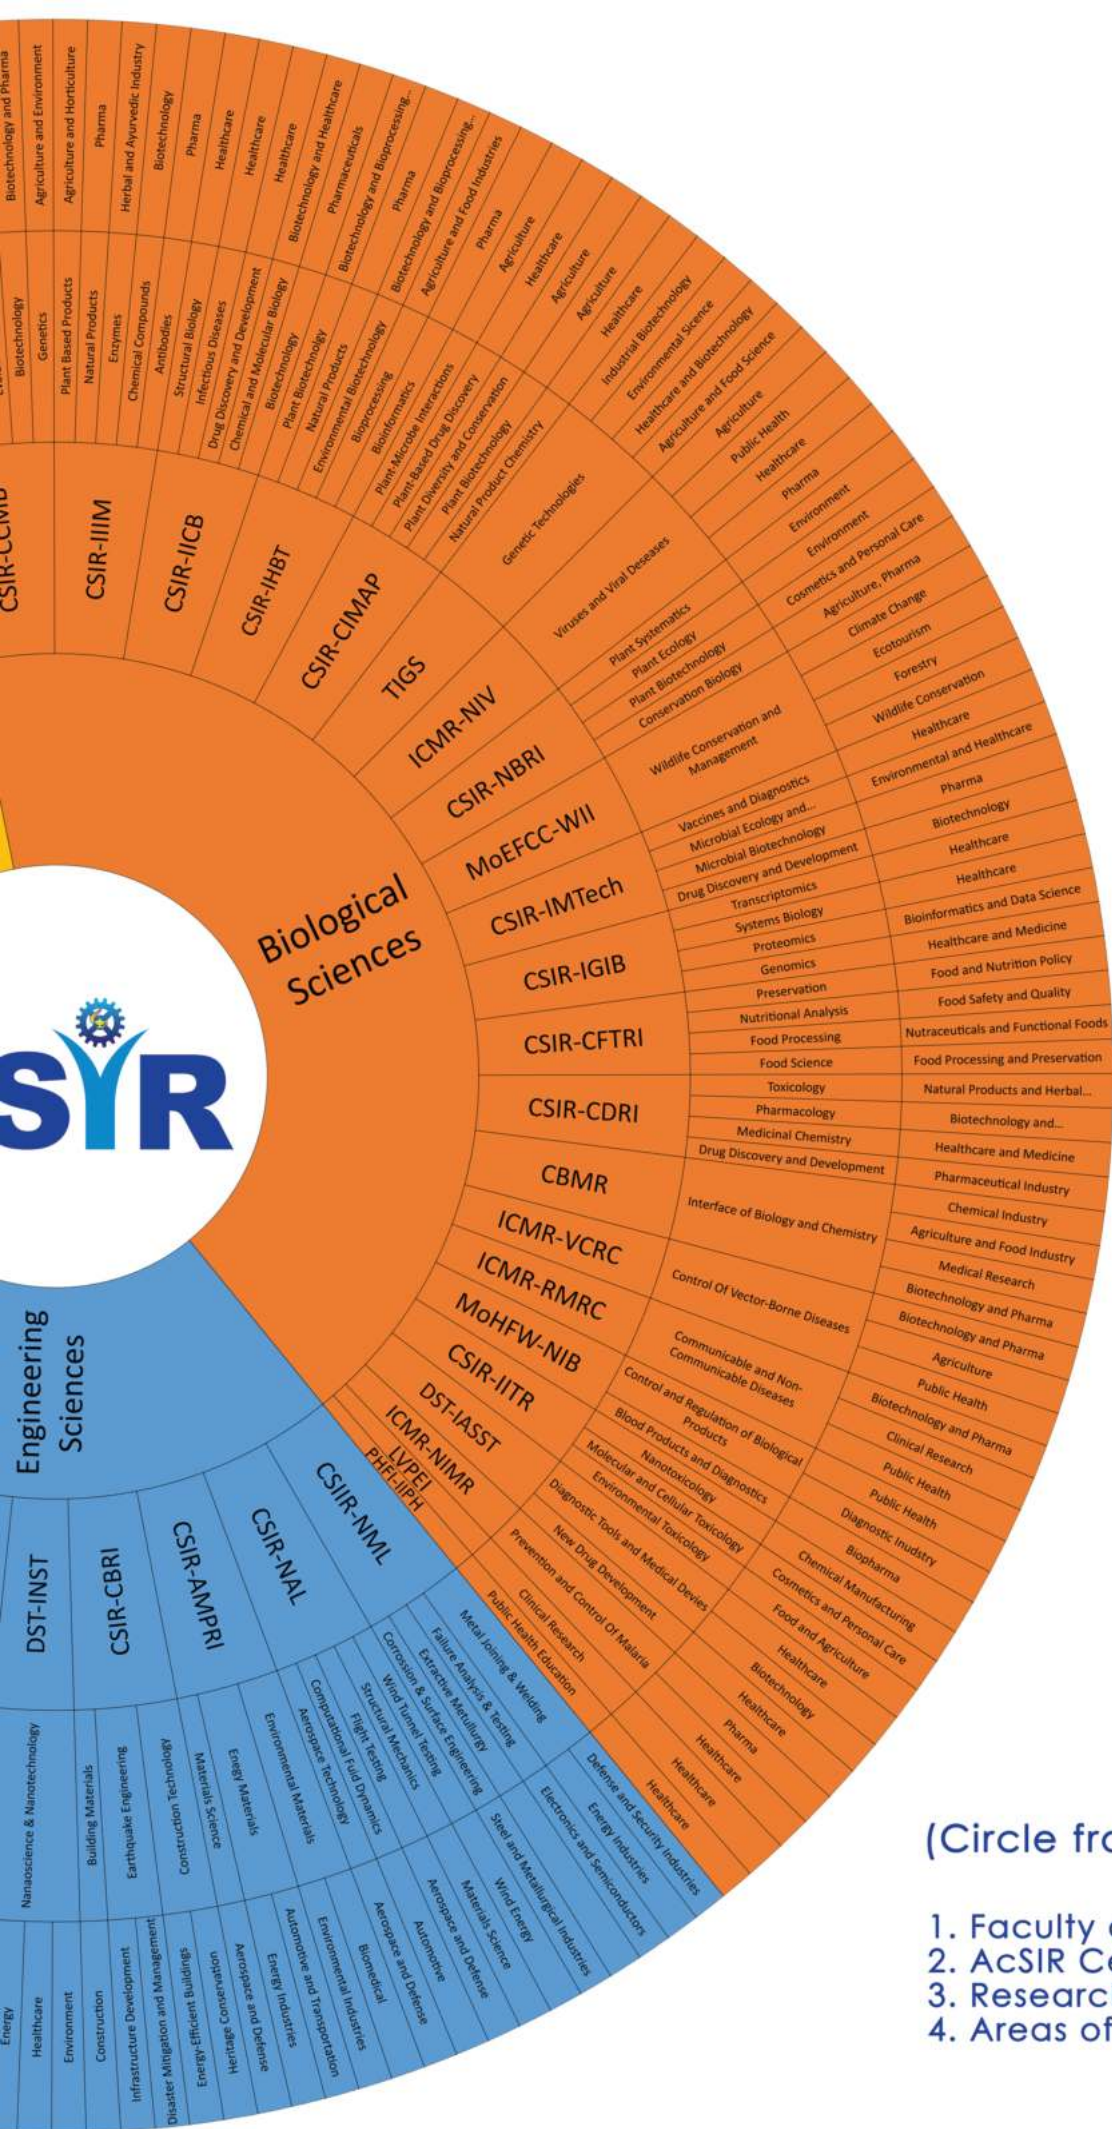 SYR
Biological
Sciences
Engineering
Sciences
CSIR-CCMB
CSIR-IIIM
CSIR-IICB
CSIR-IHBT
CSIR-CIMAP
TIGS
ICMR-NIV
CSIR-NBRI
MoEFCC-WII
CSIR-IMTech
CSIR-IGIB
CSIR-CFTRI
CSIR-CDRI
CBMR
ICMR-VCRC
ICMR-RMRC
MoHFW-NIB
CSIR-IITR
DST-IASST
ICMR-NIMR
LVPEI
PHFI-IIPH
CSIIR-NML
CSIR-NAL
CSIR-AMPRI
CSIR-CBRI
DST-INST
Biotechnology
Genetics
Plant Based Products
Natural Products
Enzymes
Chemical Compounds
Antibodies
Structural Biology
Infectious Diseases
Drug Discovery and Development
Chemical and Molecular Biology
Biotechnology
Plant Biotechnolgy
Natural Products
Environmental Biotechnology
Bioprocessing
Bioinformatics
Plant-Microbe Interactions
Plant-Based Drug Discovery
Plant Diversity and Conservation
Plant Biotechnology
Natural Product Chemistry
Genetic Technologies
Viruses and Viral Deseases
Plant Systematics
Plant Ecology
Plant Biotechnology
Conservation Biology
Wildlife Conservation and
Management
Vaccines and Diagnostics
Microbial Ecology and...
Microbial Biotechnology
Drug Discovery and Development
Transcriptomics
Systems Biology
Proteomics
Genomics
Preservation
Nutritional Analysis
Food Processing
Food Science
Toxicology
Pharmacology
Medicinal Chemistry
Drug Discovery and Development
Interface of Biology and Chemistry
Control Of Vector-Borne Diseases
Communicable and Non-
Communicable Diseases
Control and Regulation of Biological
Products
Blood Products and Diagnostics
Nanotoxicology
Molecular and Cellular Toxicology
Environmental Toxicology
Diagnostic Tools and Medical Devies
New Drug Development
Prevention and Control Of Malaria
Clinical Research
Public Health Education
Metal Joining & Welding
Failure Analysis & Testing
Extractive Metullurgy
Corrossion & Surface Engineering
Wind Tunnel Testing
Structural Mechanics
Flight Testing
Computational Fuid Dynamics
Aerospace Technology
Environmental Materials
Enegy Materials
Materials Science
Construction Technology
Earthquake Engineering
Building Materials
Nanaoscience & Nanotechnology
Biotechnology and Pharma
Agriculture and Environment
Agriculture and Horticulture
Pharma
Herbal and Ayurvedic Industry
Biotechnology
Pharma
Healthcare
Healthcare
Healthcare
Biotechnology and Healthcare
Pharmaceuticals
Biotechnology and Bioprocessing...
Pharma
Biotechnology and Bioprocessing...
Agriculture and Food Industries
Pharma
Agriculture
Healthcare
Agriculture
Agriculture
Healthcare
Industrial Biotechnology
Environmental Sicence
Healthcare and Biotechnology
Agriculture and Food Science
Agriculture
Public Health
Healthcare
Pharma
Environment
Environment
Cosmetics and Personal Care
Agriculture, Pharma
Climate Change
Ecotourism
Forestry
Wildlife Conservation
Healthcare
Environmental and Healthcare
Pharma
Biotechnology
Healthcare
Healthcare
Bioinformatics and Data Science
Healthcare and Medicine
Food and Nutrition Policy
Food Safety and Quality
Nutraceuticals and Functional Foods
Food Processing and Preservation
Natural Products and Herbal...
Biotechnology and...
Healthcare and Medicine
Pharmaceutical Industry
Chemical Industry
Agriculture and Food Industry
Medical Research
Biotechnology and Pharma
Biotechnology and Pharma
Agriculture
Public Health
Biotechnology and Pharma
Clinical Research
Public Health
Public Health
Diagnostic Inudstry
Biopharma
Chemical Manufacturing
Cosmetics and Personal Care
Food and Agriculture
Healthcare
Biotechnology
Healthcare
Pharma
Healthcare
Healthcare
Healthcare
Defense and Security Industries
Energy Industries
Electronics and Semiconductors
Steel and Metallurgical Industries
Wind Energy
Materials Science
Aerospace and Defense
Automotive
Aerospace and Defense
Biomedical
Environmental Industries
Automotive and Transportation
Energy Industries
Aerospace and Defense
Heritage Conservation
Energy-Efficient Buildings
Disaster Mitigation and Management
Infrastructure Development
Construction
Environment
Healthcare
Energy
(Circle fro
1. Faculty
2. AcSIR Ce
3. Researc
4. Areas of